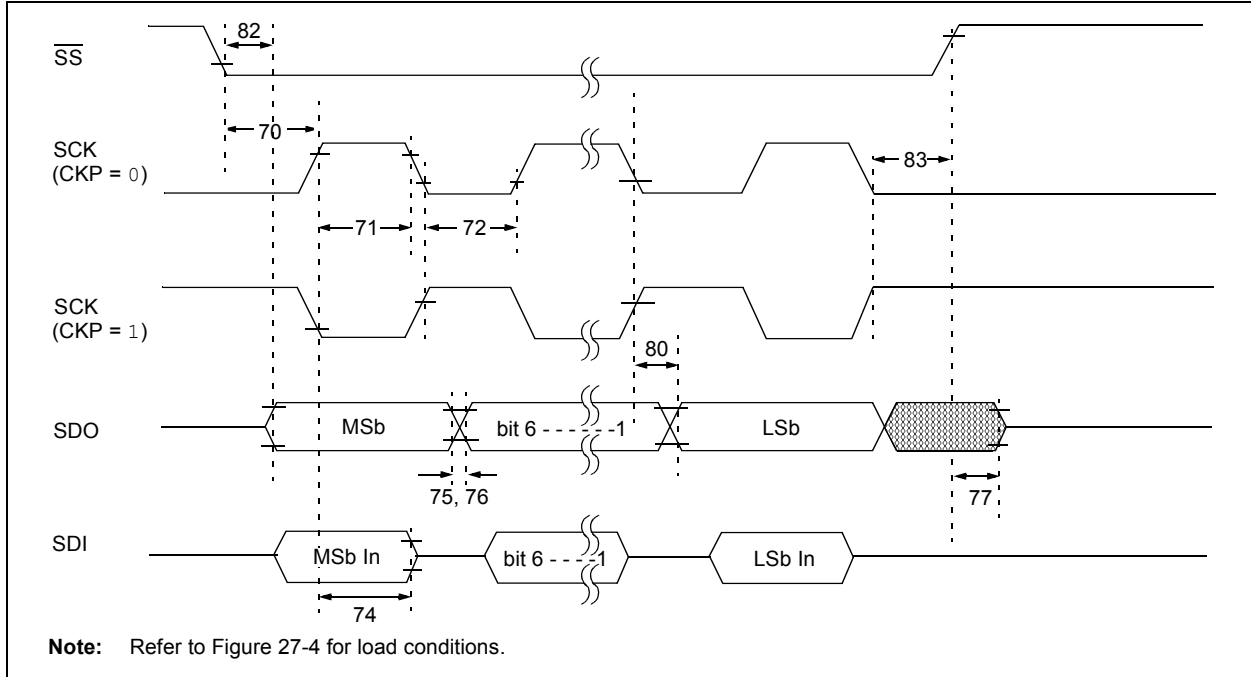 82
SS
70
SCK
(CKP = 0)
83
71
72
SCK
(CKP = 1)
80
SDO
MSb
bit 6 - - - - - -1
LSb
75, 76
77
SDI
MSb In
bit 6 - - - -1
LSb In
74
Note: Refer to Figure 27-4 for load conditions.